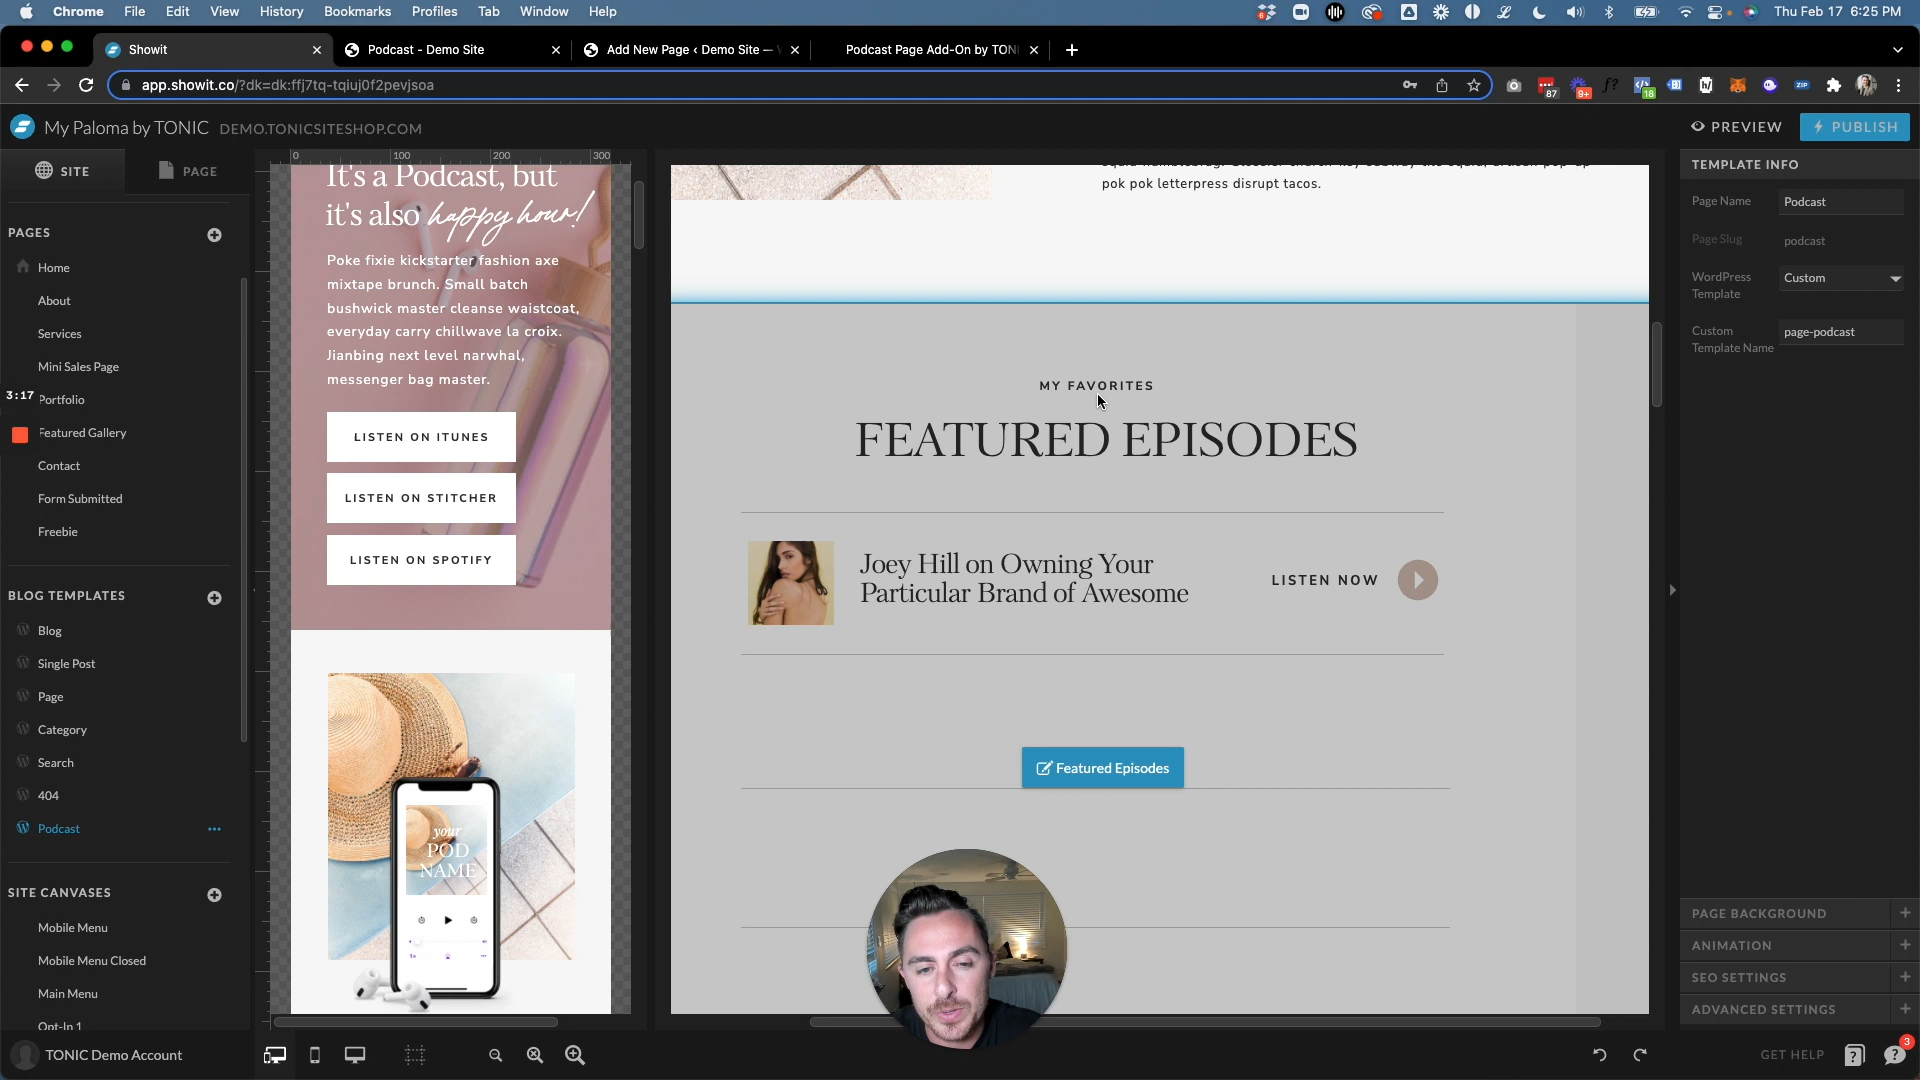 Chrome File Edit View History Bookmarks Profiles Tab Window Help
Thu Feb 17 6:25 PM
Showit
Podcast - Demo Site
Add New Page ‹ Demo Site —
Podcast Page Add-On by TON
app.showit.co/?dk=dk:ffj7tq-tqiuj0f2pevjsoa
87
9+
18
ZIP
My Paloma by TONIC DEMO.TONICSITESHOP.COM
PREVIEW
PUBLISH
SITE
PAGE
PAGES
Home
About
Services
Mini Sales Page
3:17
Portfolio
Featured Gallery
Contact
Form Submitted
Freebie
BLOG TEMPLATES
Blog
Single Post
Page
Category
Search
404
Podcast
SITE CANVASES
Mobile Menu
Mobile Menu Closed
Main Menu
Opt-In 1
TONIC Demo Account
0 100 200 300
It's a Podcast, but
it's also happy hour!
Poke fixie kickstarter fashion axe
mixtape brunch. Small batch
bushwick master cleanse waistcoat,
everyday carry chillwave la croix.
Jianbing next level narwhal,
messenger bag master.
LISTEN ON ITUNES
LISTEN ON STITCHER
LISTEN ON SPOTIFY
your
POD
NAME
pok pok letterpress disrupt tacos.
MY FAVORITES
FEATURED EPISODES
Joey Hill on Owning Your
Particular Brand of Awesome
LISTEN NOW
Featured Episodes
TEMPLATE INFO
Page Name Podcast
Page Slug podcast
WordPress
Template
Custom
Custom
Template Name
page-podcast
PAGE BACKGROUND
ANIMATION
SEO SETTINGS
ADVANCED SETTINGS
GET HELP
3